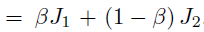 = βJ₁ + (1 − β) J₂